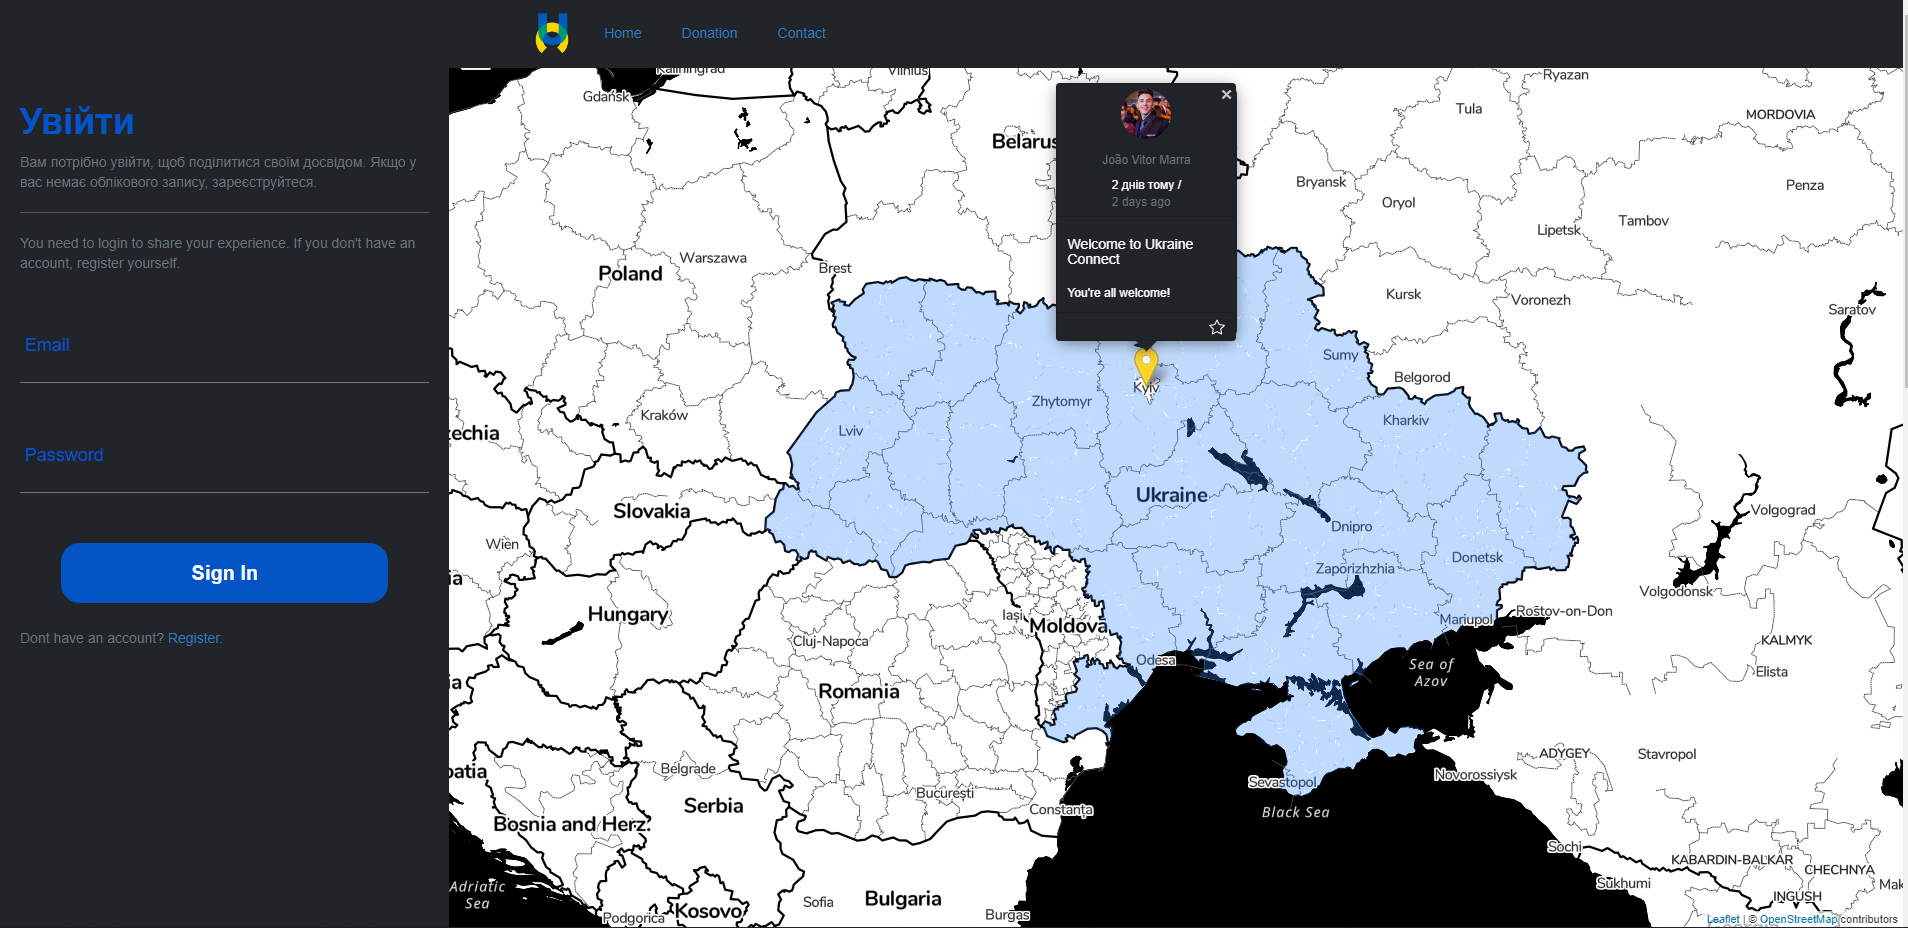 Home Donation Contact
Увійти
Вам потрібно увійти, щоб поділитися своїм досвідом. Якщо у
вас немає облікового запису, зареєструйтеся.
You need to login to share your experience. If you don't have an
account, register yourself.
Email
Password
Sign In
Dont have an account? Register.
João Vitor Marra
2 днів тому /
2 days ago
Welcome to Ukraine
Connect
You're all welcome!
Kaliningrad
Vilnius
Ryazan
Gdańsk
Tula
MORDOVIA
Belarus
Bryansk
Penza
Oryol
Tambov
Lipetsk
Warszawa
Brest
Poland
Kursk
Voronezh
Saratov
Sumy
Belgorod
Kyiv
Zhytomyr
Kraków
Kharkiv
Lviv
echia
Ukraine
Slovakia
Volgograd
Dnipro
Wien
Donetsk
Zaporizhzhia
ia
Volgodonsk
Hungary
Iași
Moldova
Mariupol
Rostov-on-Don
Cluj-Napoca
KALMYK
Odesa
Sea of
Azov
Elista
ia
Romania
ADYGEY
Stavropol
Belgrade
oatia
Novorossiysk
Sevastopol
București
Serbia
Constanța
Black Sea
Bosnia and Herz.
Sochi
KABARDIN-BALKAR
CHECHNYA
Adriatic
Sea
Sukhumi
Mak
INGUSH
Sofia
Bulgaria
Kosovo
Podgorica
Burgas
Leaflet | © OpenStreetMap contributors
Georgia